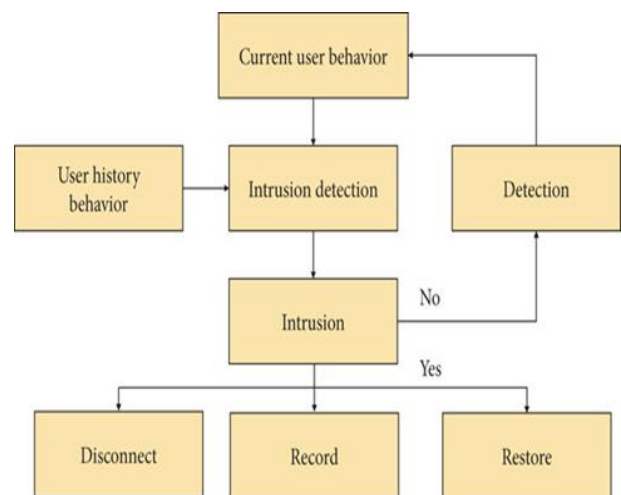 Current user behavior
User history
behavior
Intrusion detection
Detection
Intrusion
No
Yes
Disconnect
Record
Restore